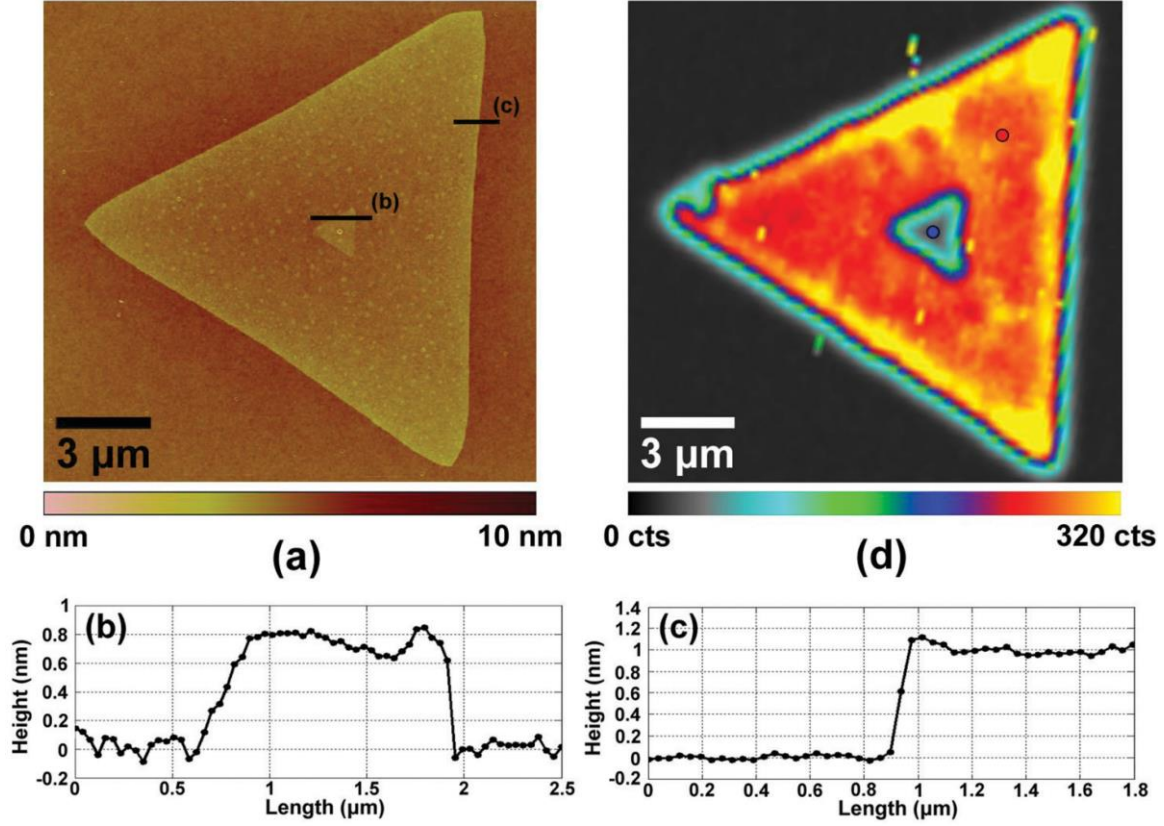 (c)
(b)
3 μm
3 μm
0 nm
10 nm
0 cts
320 cts
(a)
(d)
(b)
1
0.8
0.6
0.4
0.2
0
-0.2
Height (nm)
0
0.5
1
1.5
2
2.5
Length (μm)
(c)
1.4
1.2
1
0.8
0.6
0.4
0.2
0
-0.2
Height (nm)
0
0.2
0.4
0.6
0.8
1
1.2
1.4
1.6
1.8
Length (μm)